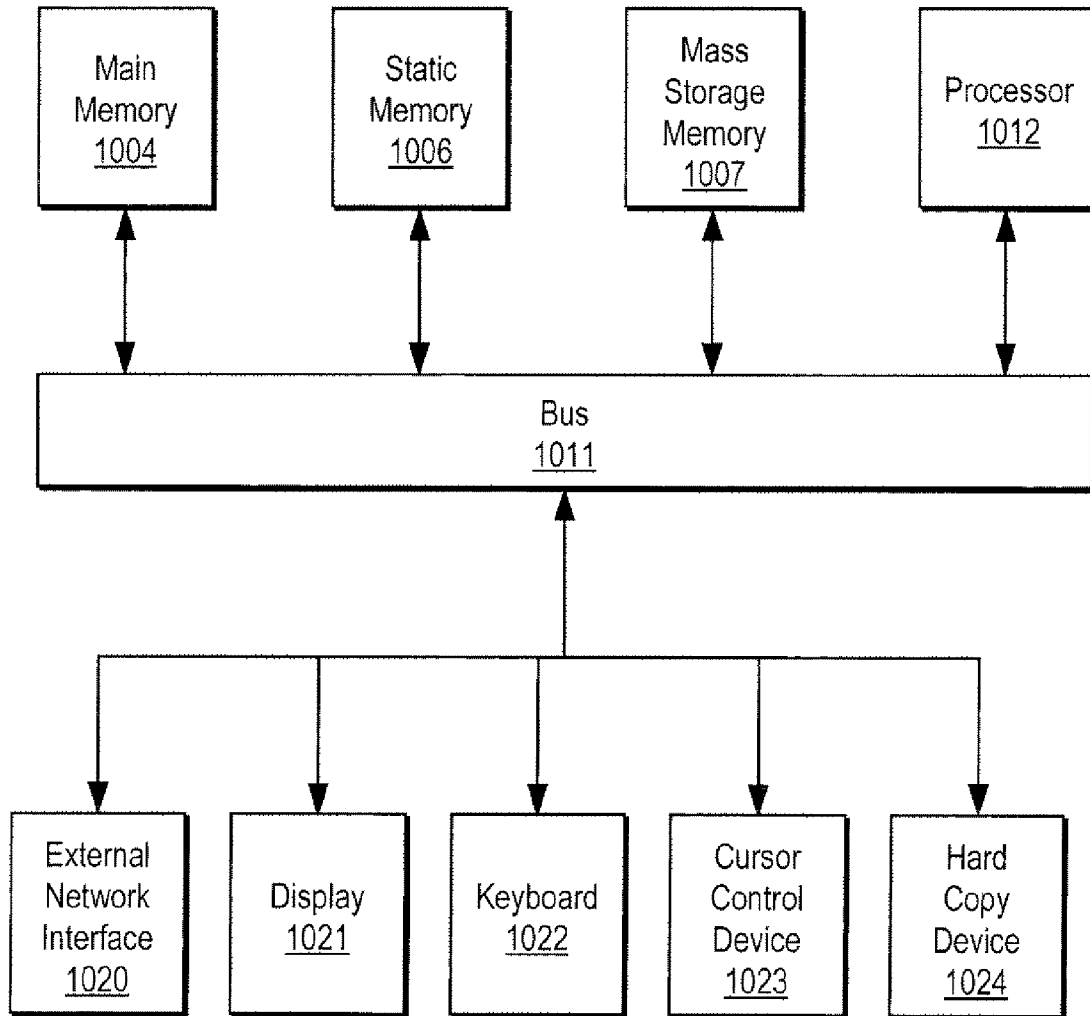 Main
Memory
1004
Static
Memory
1006
Mass
Storage
Memory
1007
Processor
1012
Bus
1011
External
Network
Interface
1020
Display
1021
Keyboard
1022
Cursor
Control
Device
1023
Hard
Copy
Device
1024